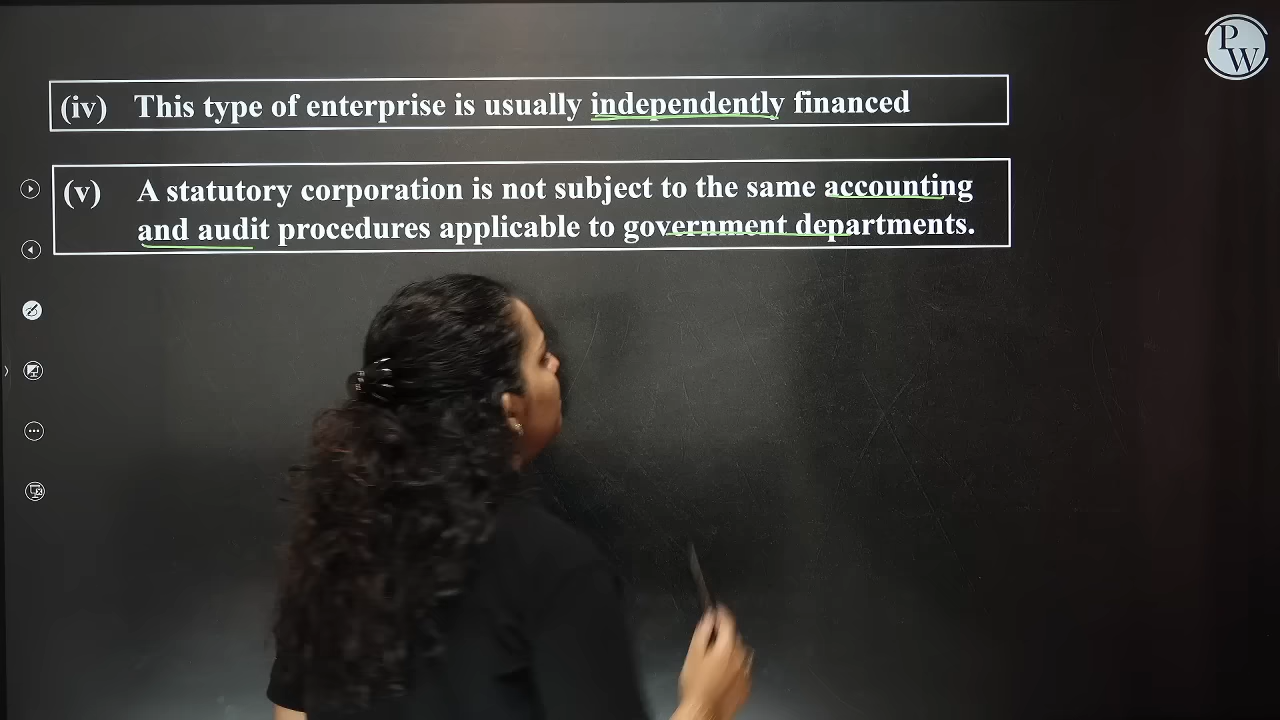 PW
(iv) This type of enterprise is usually independently financed
(v) A statutory corporation is not subject to the same accounting
and audit procedures applicable to government departments.